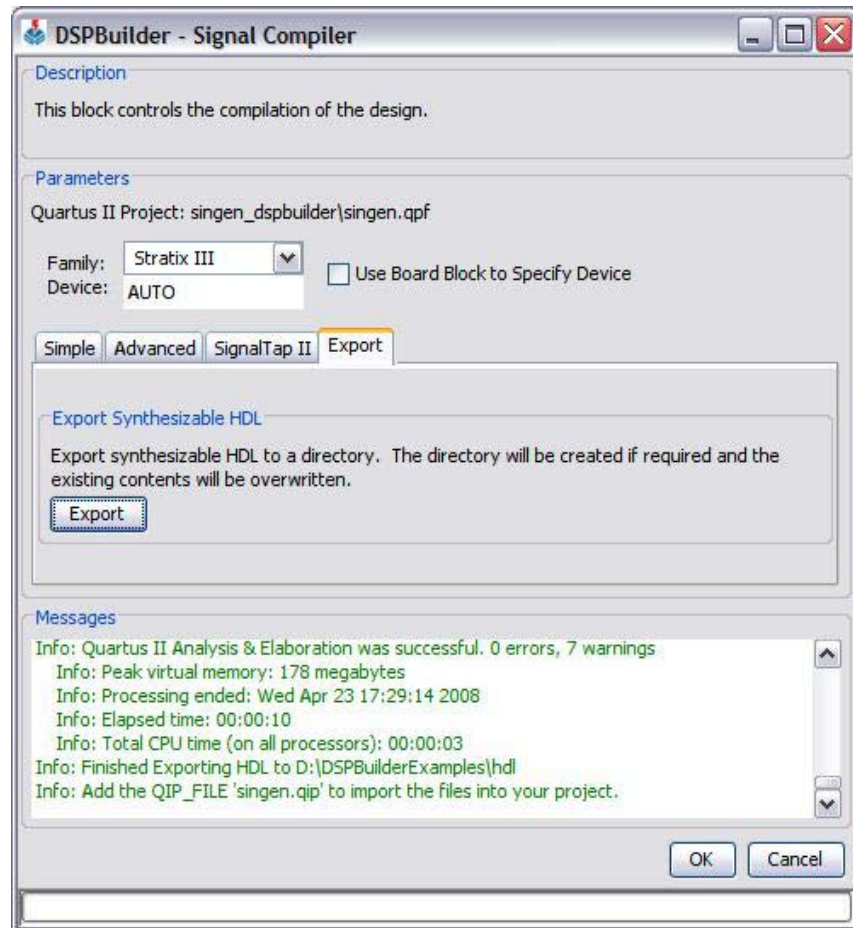 DSPBuilder - Signal Compiler
Description
This block controls the compilation of the design.
Parameters
Quartus II Project: singen_dspbuilder\singen.qpf
Family: Stratix III
Use Board Block to Specify Device
Device: AUTO
Simple Advanced SignalTap II Export
Export Synthesizable HDL
Export synthesizable HDL to a directory. The directory will be created if required and the
existing contents will be overwritten.
Export
Messages
Info: Quartus II Analysis & Elaboration was successful. 0 errors, 7 warnings
Info: Peak virtual memory: 178 megabytes
Info: Processing ended: Wed Apr 23 17:29:14 2008
Info: Elapsed time: 00:00:10
Info: Total CPU time (on all processors): 00:00:03
Info: Finished Exporting HDL to D:\DSPBuilderExamples\hdl
Info: Add the QIP_FILE 'singen.qip' to import the files into your project.
OK Cancel